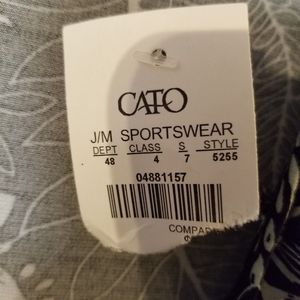 CATO
J/M SPORTSWEAR
DEPT CLASS S STYLE
48 4 7 5255
04881157